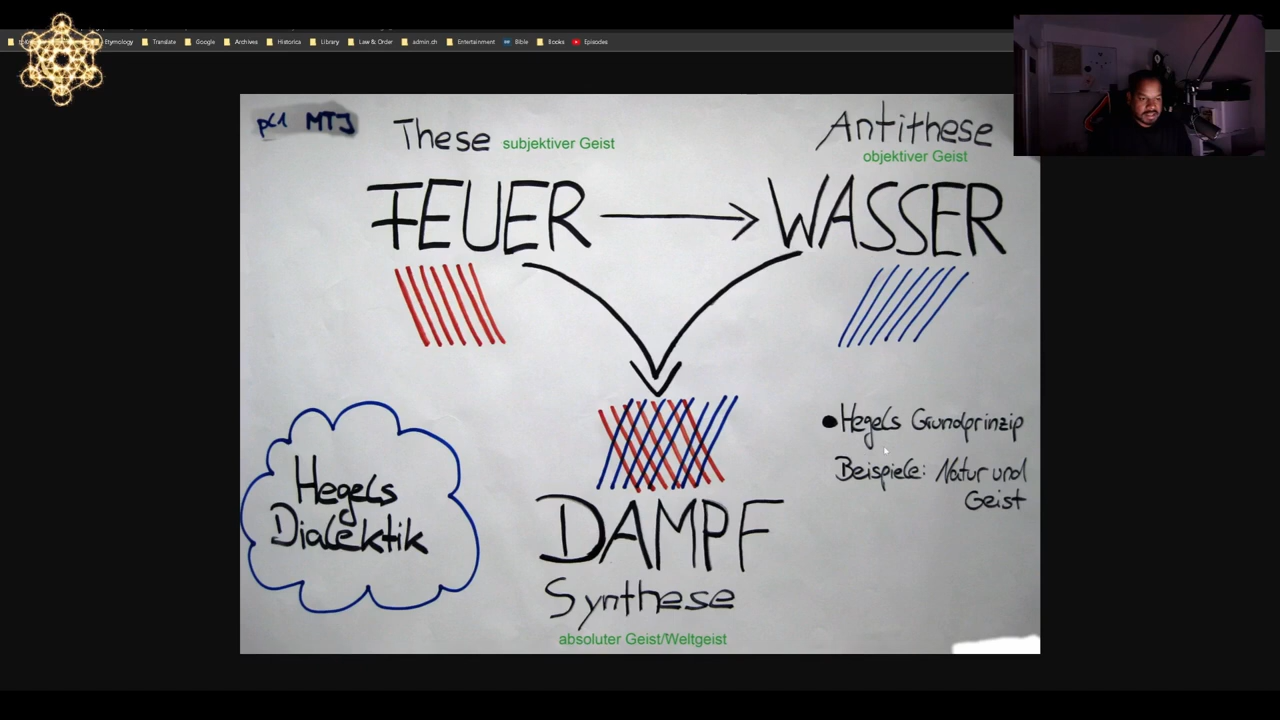 Etymology Translate Google Archives Historica Library Law & Order admin.ch Entertainment Bible Books Episodes
MTJ
These subjektiver Geist
Antithese
objektiver Geist
FEUER WASSER
Hegels
Dialektik
DAMPF
Synthese
absoluter Geist/Weltgeist
Hegels Grundprinzip
Beispiele: Natur und
Geist